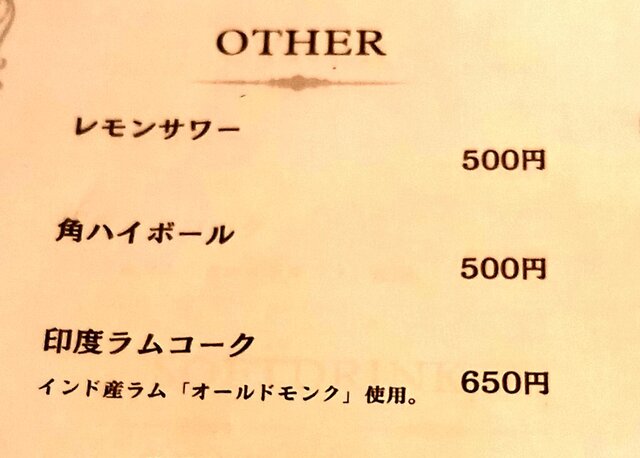 OTHER
レモンサワー
500円
角ハイボール
500円
印度ラムコーク
インド産ラム「オールドモンク」使用。
650円